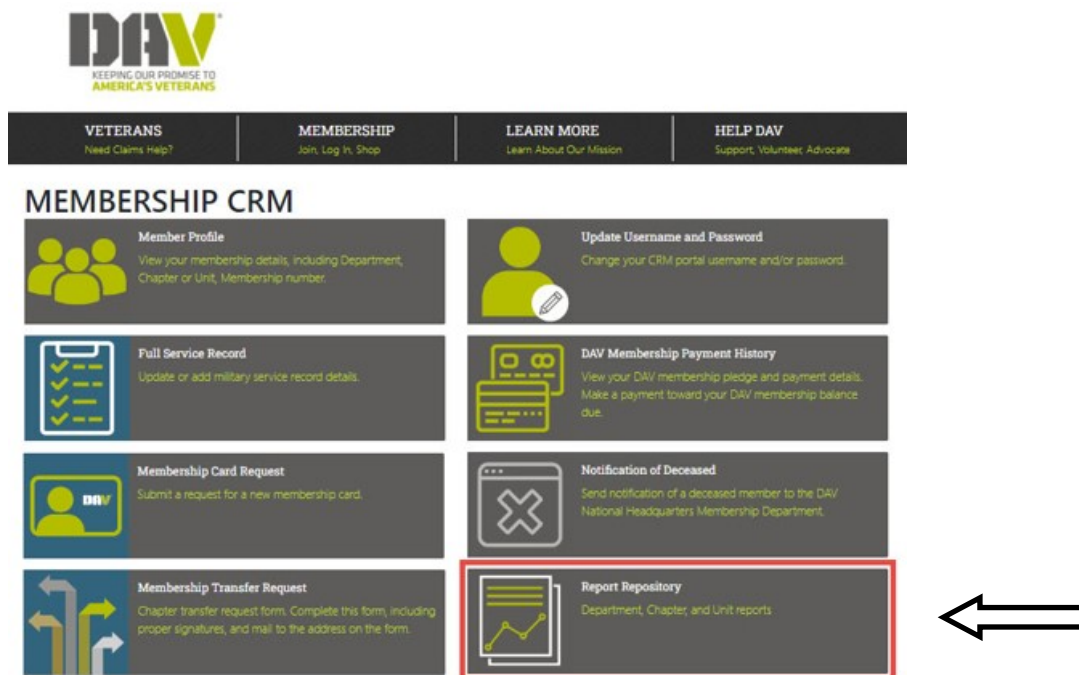 DAV
KEEPING OUR PROMISE TO
AMERICA'S VETERANS
VETERANS
Need Claims Help?
MEMBERSHIP
Join, Log In, Shop
LEARN MORE
Learn About Our Mission
HELP DAV
Support, Volunteer, Advocate
MEMBERSHIP CRM
Member Profile
View your membership details, including Department,
Chapter or Unit, Membership number.
Update Username and Password
Change your CRM portal username and/or password.
Full Service Record
Update or add military service record details.
DAV Membership Payment History
View your DAV membership pledge and payment details.
Make a payment toward your DAV membership balance
due.
DAV
Membership Card Request
Submit a request for a new membership card.
Notification of Deceased
Send notification of a deceased member to the DAV
National Headquarters Membership Department.
Membership Transfer Request
Chapter transfer request form. Complete this form, including
proper signatures, and mail to the address on the form.
Report Repository
Department, Chapter, and Unit reports